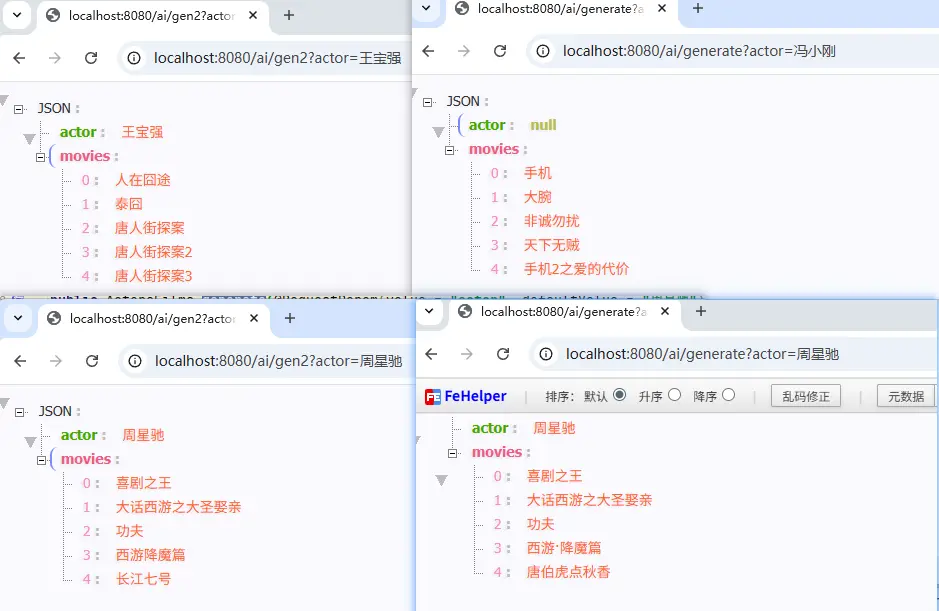 localhost:8080/ai/gen2?actor
localhost:8080/ai/gen2?actor=王宝强
JSON :
actor : 王宝强
movies :
0 : 人在囧途
1 : 泰囧
2 : 唐人街探案
3 : 唐人街探案2
4 : 唐人街探案3
localhost:8080/ai/generate?a
localhost:8080/ai/generate?actor=冯小刚
JSON :
actor : null
movies :
0 : 手机
1 : 大腕
2 : 非诚勿扰
3 : 天下无贼
4 : 手机2之爱的代价
localhost:8080/ai/gen2?actor
localhost:8080/ai/gen2?actor=周星驰
JSON :
actor : 周星驰
movies :
0 : 喜剧之王
1 : 大话西游之大圣娶亲
2 : 功夫
3 : 西游降魔篇
4 : 长江七号
localhost:8080/ai/generate?a
localhost:8080/ai/generate?actor=周星驰
FE FeHelper 排序: 默认 升序 降序 乱码修正 元数据
actor : 周星驰
movies :
0 : 喜剧之王
1 : 大话西游之大圣娶亲
2 : 功夫
3 : 西游·降魔篇
4 : 唐伯虎点秋香